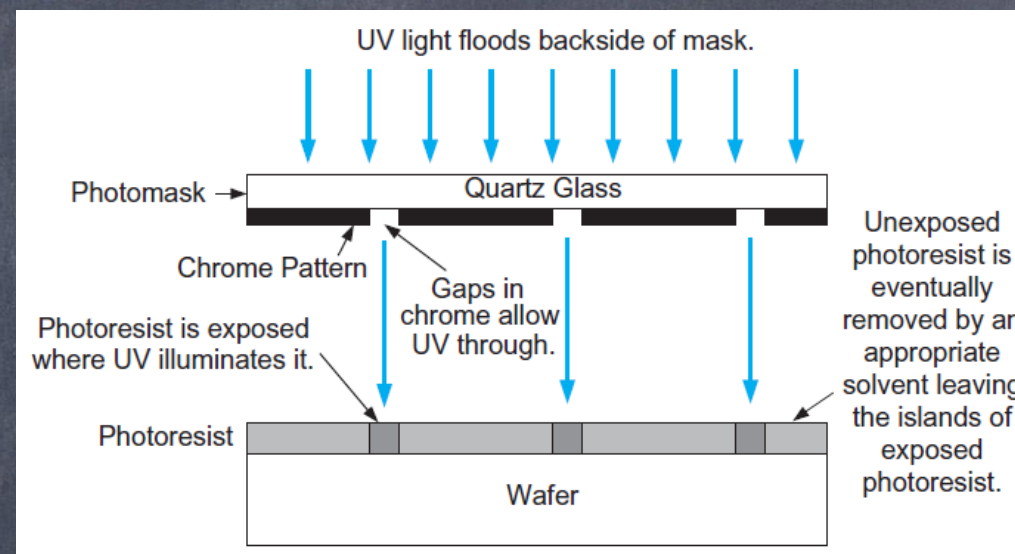 UV light floods backside of mask.
Photomask
Quartz Glass
Chrome Pattern
Gaps in
chrome allow
UV through.
Photoresist is exposed
where UV illuminates it.
Unexposed
photoresist is
eventually
removed by an
appropriate
solvent leaving
the islands of
exposed
photoresist.
Photoresist
Wafer